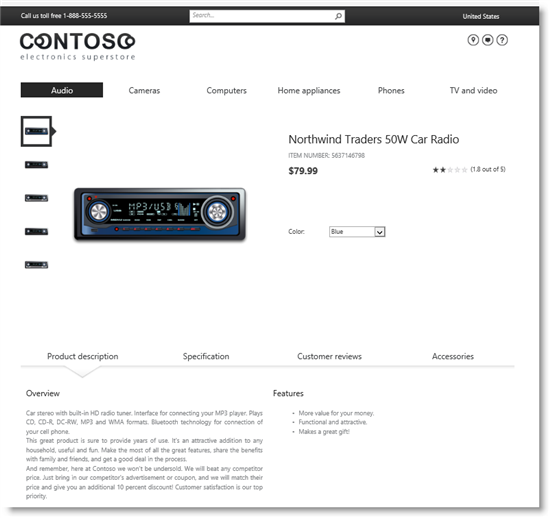 Call us toll free 1-888-555-5555
Search...
United States
CONTOSO
electronics superstore
?
Audio
Cameras
Computers
Home appliances
Phones
TV and video
Northwind Traders 50W Car Radio
ITEM NUMBER: 5637146798
$79.99
(1.8 out of 5)
MP3/USB
Color:
Blue
Product description
Specification
Customer reviews
Accessories
Overview
Car stereo with built-in HD radio tuner. Interface for connecting your MP3 player. Plays
CD, CD-R, DC-RW, MP3 and WMA formats. Bluetooth technology for connection of
your cell phone.
This great product is sure to provide years of use. It's an attractive addition to any
household, useful and fun. Make the most of all the great features, share the benefits
with family and friends, and get a good deal in the process.
And remember, here at Contoso we won't be undersold. We will beat any competitor
price. Just bring in our competitor's advertisement or coupon, and we will match their
price and give you an additional 10 percent discount! Customer satisfaction is our top
priority.
Features
• More value for your money.
• Functional and attractive.
• Makes a great gift!